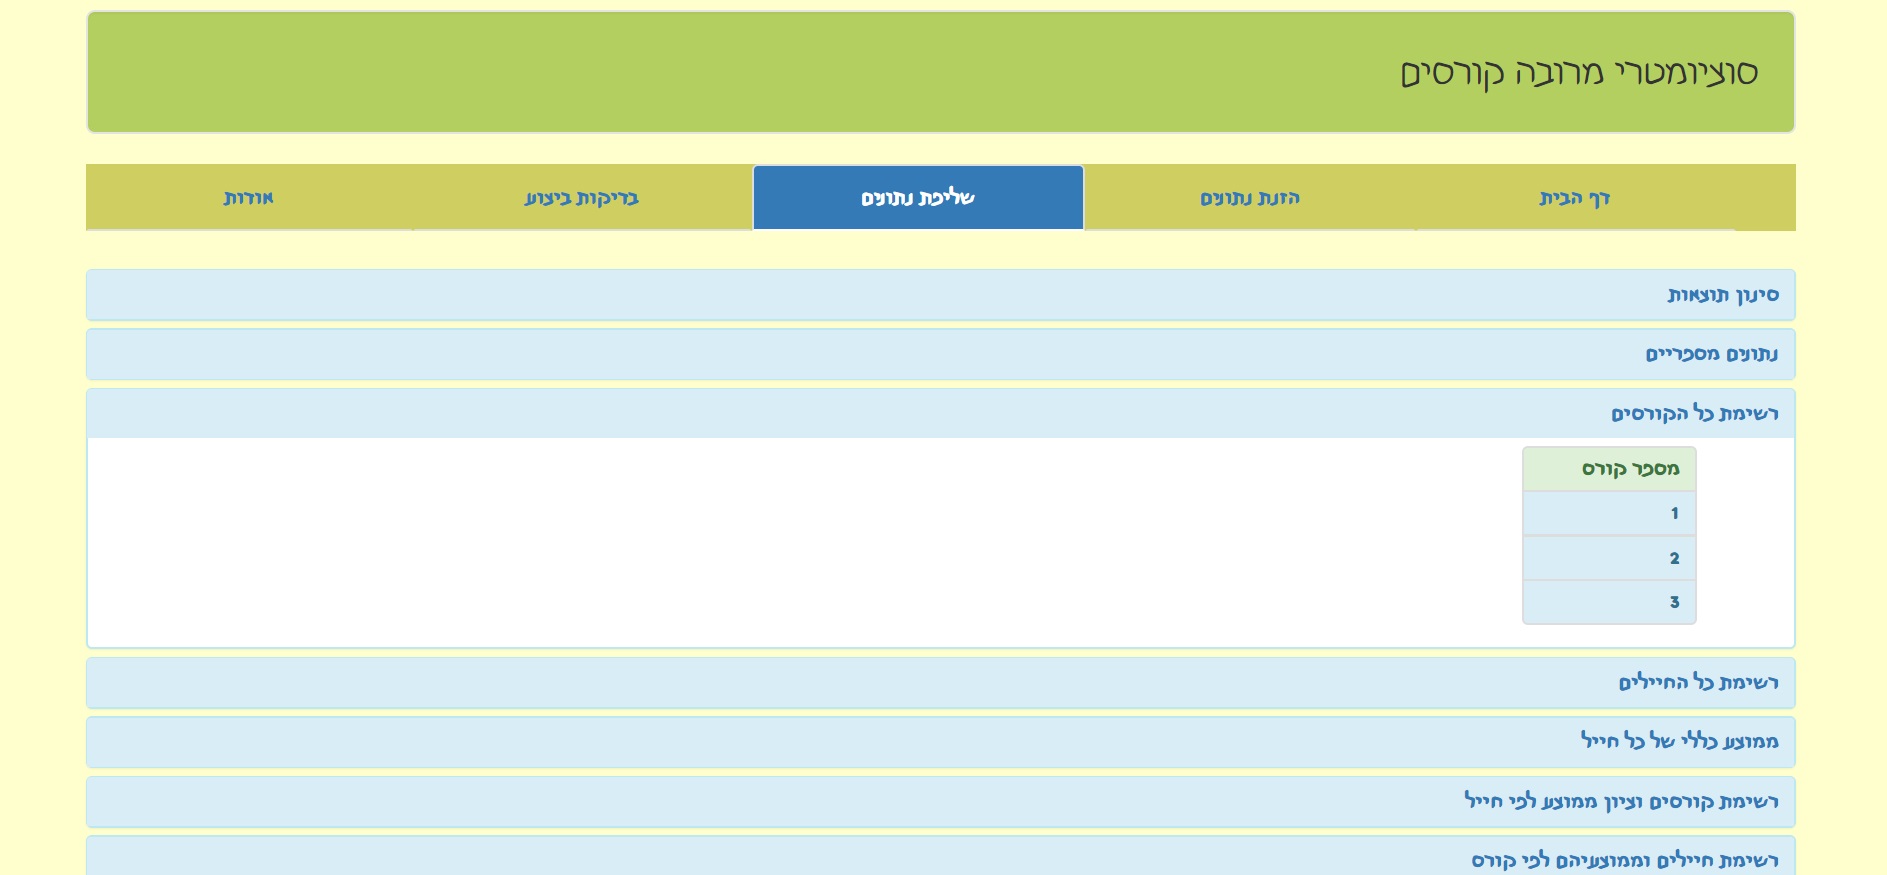 סוציומטרי מרובה קורסים
דף הבית
הזנת נתונים
שליפת נתונים
בדיקות ביצוע
אודות
סינון תוצאות
נתונים מספריים
רשימת כל הקורסים
מספר קורס
1
2
3
רשימת כל החיילים
ממוצע כללי של כל חייל
רשימת קורסים וציון ממוצע לפי חייל
רשימת חיילים וממוצעיהם לפי קורס